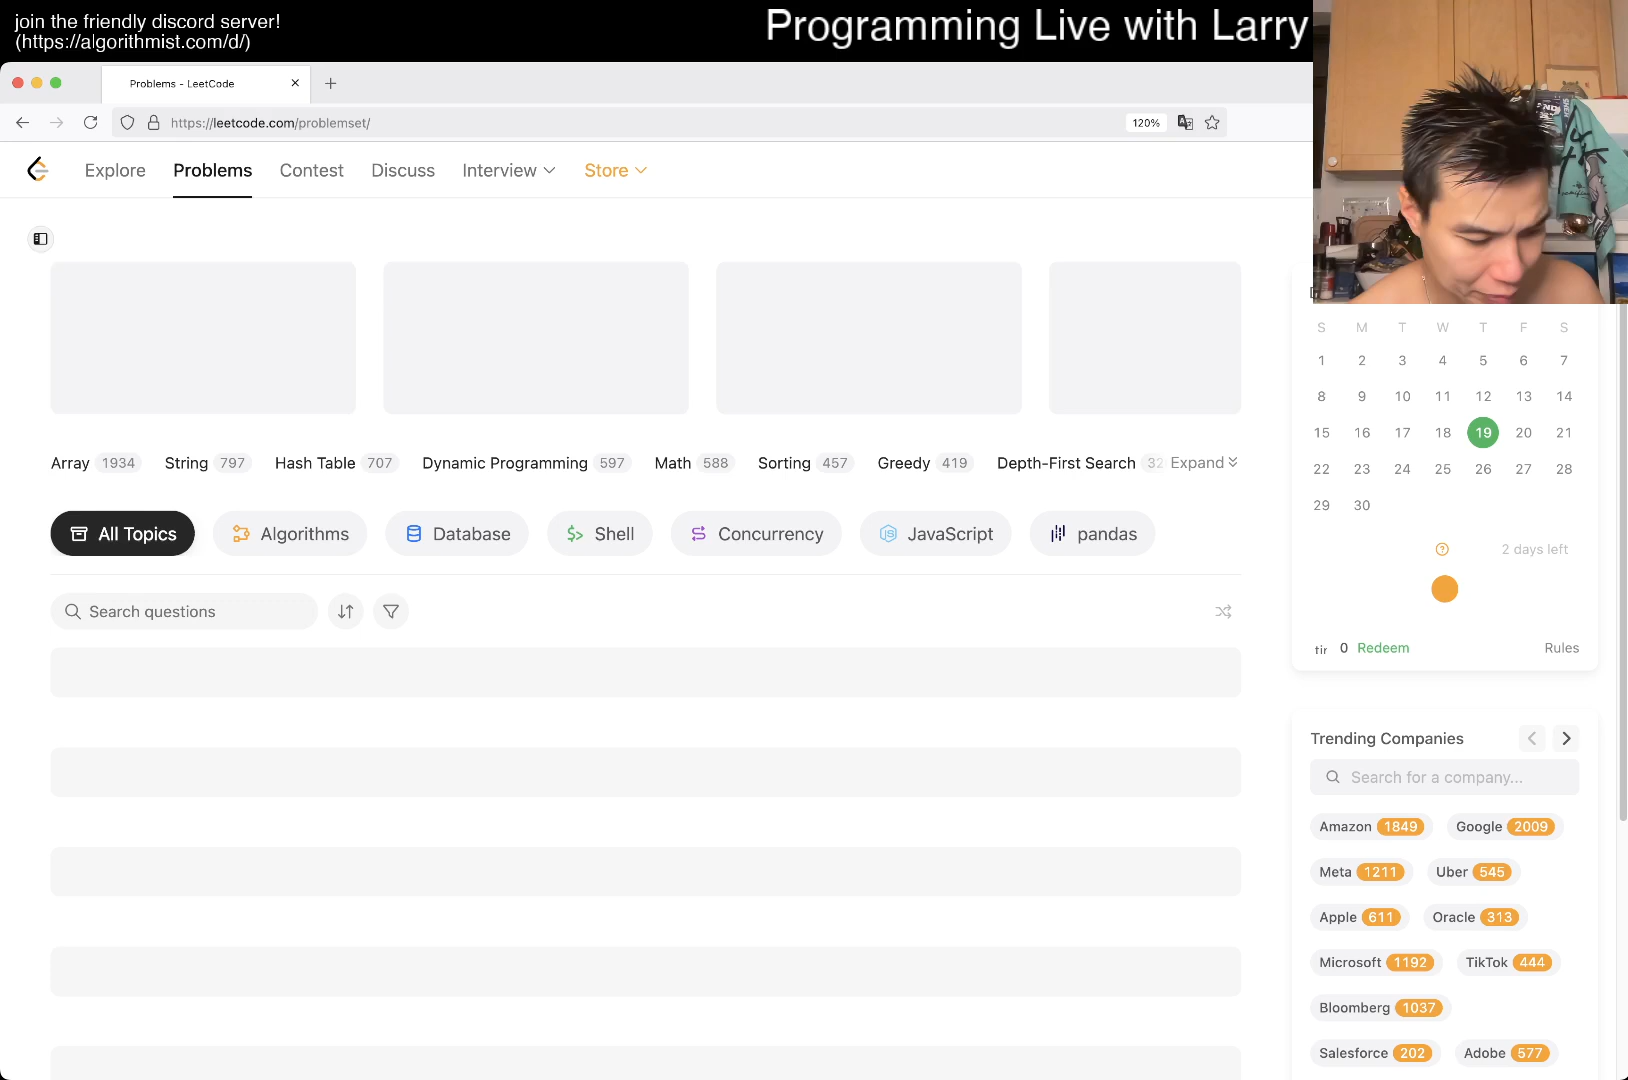 join the friendly discord server!
(https://algorithmist.com/d/)
Programming Live with Larry
Problems - LeetCode
https://leetcode.com/problemset/
120%
Explore Problems Contest Discuss Interview Store
S M T W T F S
1 2 3 4 5 6 7
8 9 10 11 12 13 14
15 16 17 18 19 20 21
22 23 24 25 26 27 28
29 30
2 days left
0 Redeem Rules
Array 1934 String 797 Hash Table 707 Dynamic Programming 597 Math 588 Sorting 457 Greedy 419 Depth-First Search 32 Expand
All Topics Algorithms Database Shell Concurrency JavaScript pandas
Search questions
Trending Companies
Search for a company...
Amazon 1849 Google 2009
Meta 1211 Uber 545
Apple 611 Oracle 313
Microsoft 1192 TikTok 444
Bloomberg 1037
Salesforce 202 Adobe 577